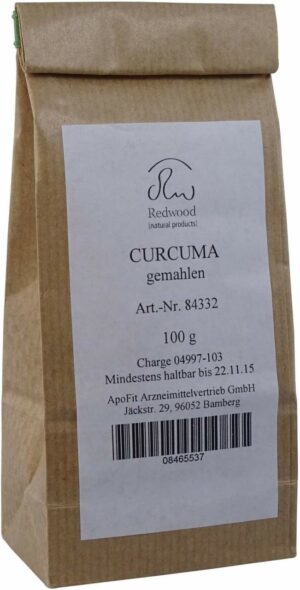 Redwood
[natural products]
CURCUMA
gemahlen
Art.-Nr. 84332
100 g
Charge 04997-103
Mindestens haltbar bis 22.11.15
ApoFit Arzneimittelvertrieb GmbH
Jäckstr. 29, 96052 Bamberg
08465537